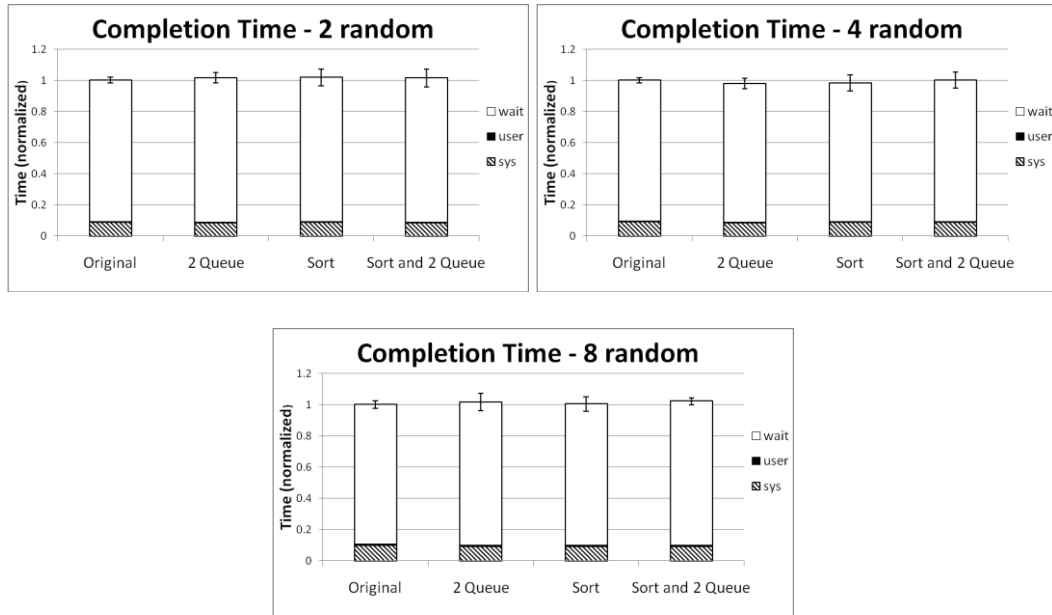 Completion Time - 2 random
1.2
1
0.8
0.6
0.4
0.2
0
Time (normalized)
wait
user
sys
Original 2 Queue Sort Sort and 2 Queue
Completion Time - 4 random
1.2
1
0.8
0.6
0.4
0.2
0
Time (normalized)
wait
user
sys
Original 2 Queue Sort Sort and 2 Queue
Completion Time - 8 random
1.2
1
0.8
0.6
0.4
0.2
0
Time (normalized)
wait
user
sys
Original 2 Queue Sort Sort and 2 Queue